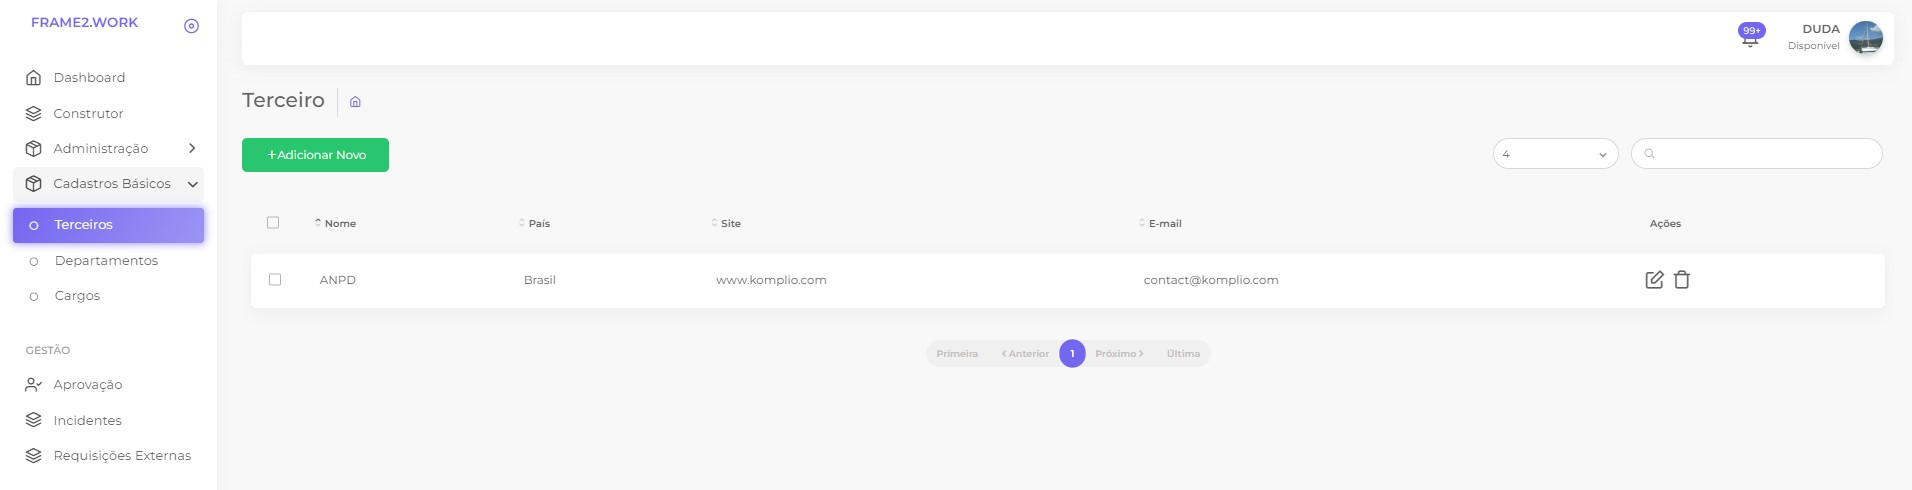 FRAME2.WORK
Dashboard
Construtor
Administração
Cadastros Básicos
Terceiros
Departamentos
Cargos
GESTÃO
Aprovação
Incidentes
Requisições Externas
99+
DUDA
Disponível
Terceiro
+Adicionar Novo
4
Nome País Site E-mail Ações
ANPD Brasil www.komplio.com contact@komplio.com
Primeira Anterior 1 Próximo Última